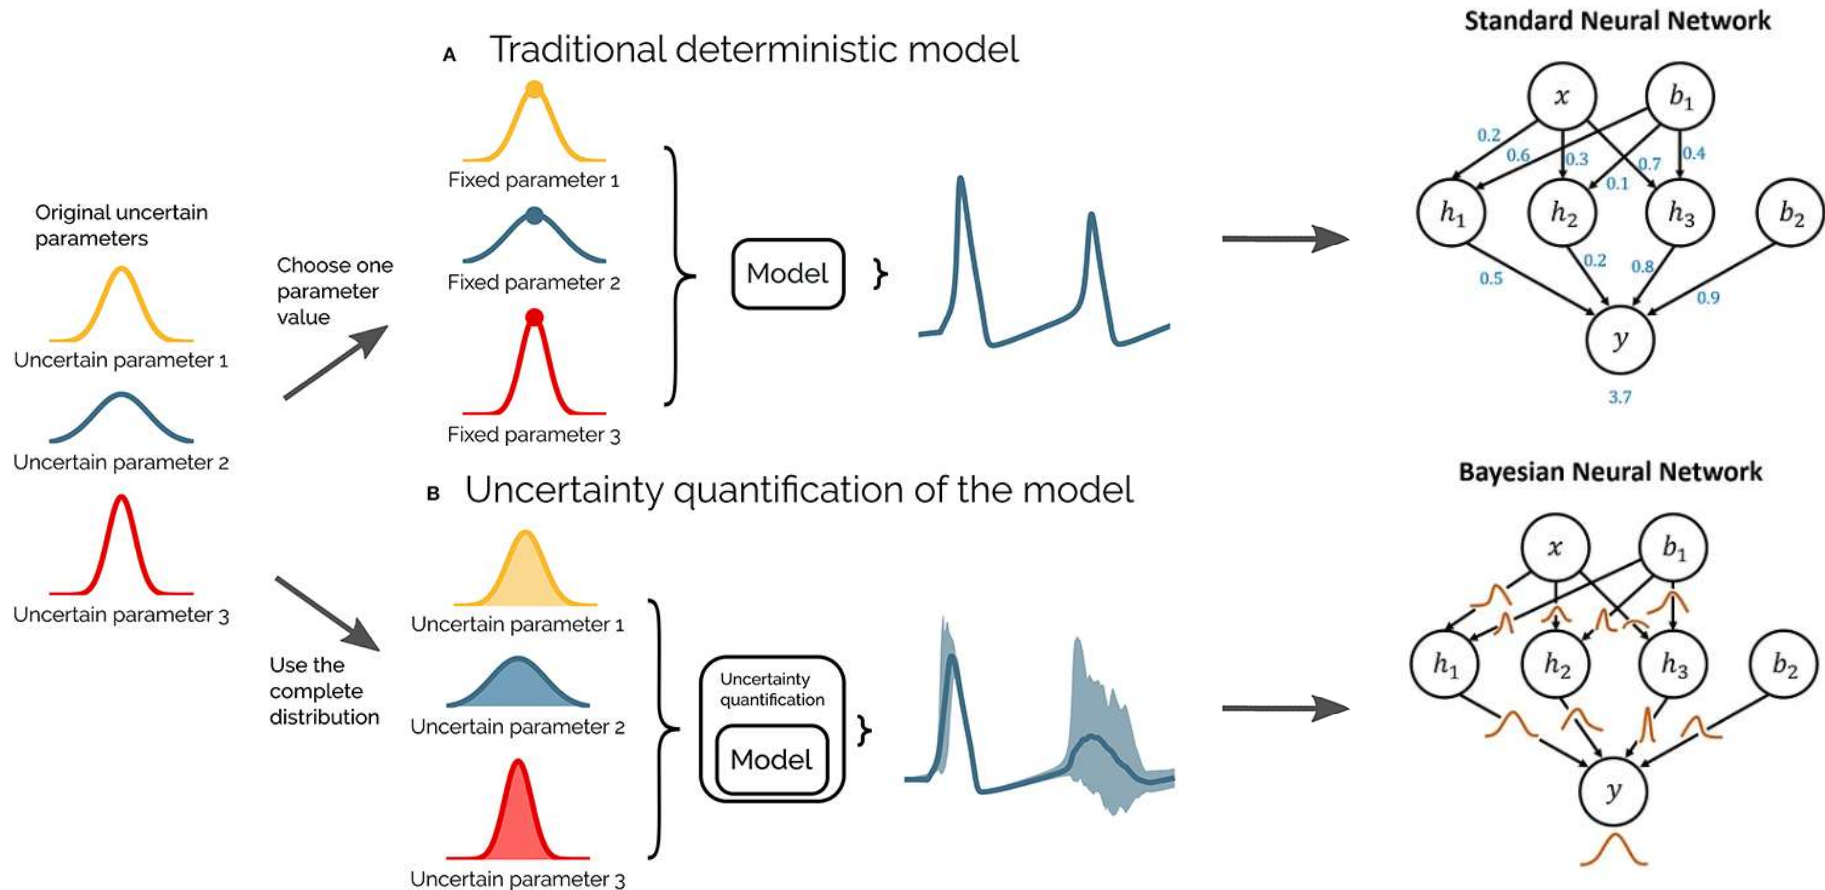 Original uncertain
parameters
Uncertain parameter 1
Uncertain parameter 2
Uncertain parameter 3
Choose one
parameter
value
Use the
complete
distribution
A Traditional deterministic model
Fixed parameter 1
Fixed parameter 2
Fixed parameter 3
Model
B Uncertainty quantification of the model
Uncertain parameter 1
Uncertain parameter 2
Uncertain parameter 3
Uncertainty
quantification
Model
Standard Neural Network
x b₁
0.2 0.6 0.3 0.1 0.7 0.4
h₁ h₂ h₃ b₂
0.5 0.2 0.8 0.9
y
3.7
Bayesian Neural Network
x b₁
h₁ h₂ h₃ b₂
y